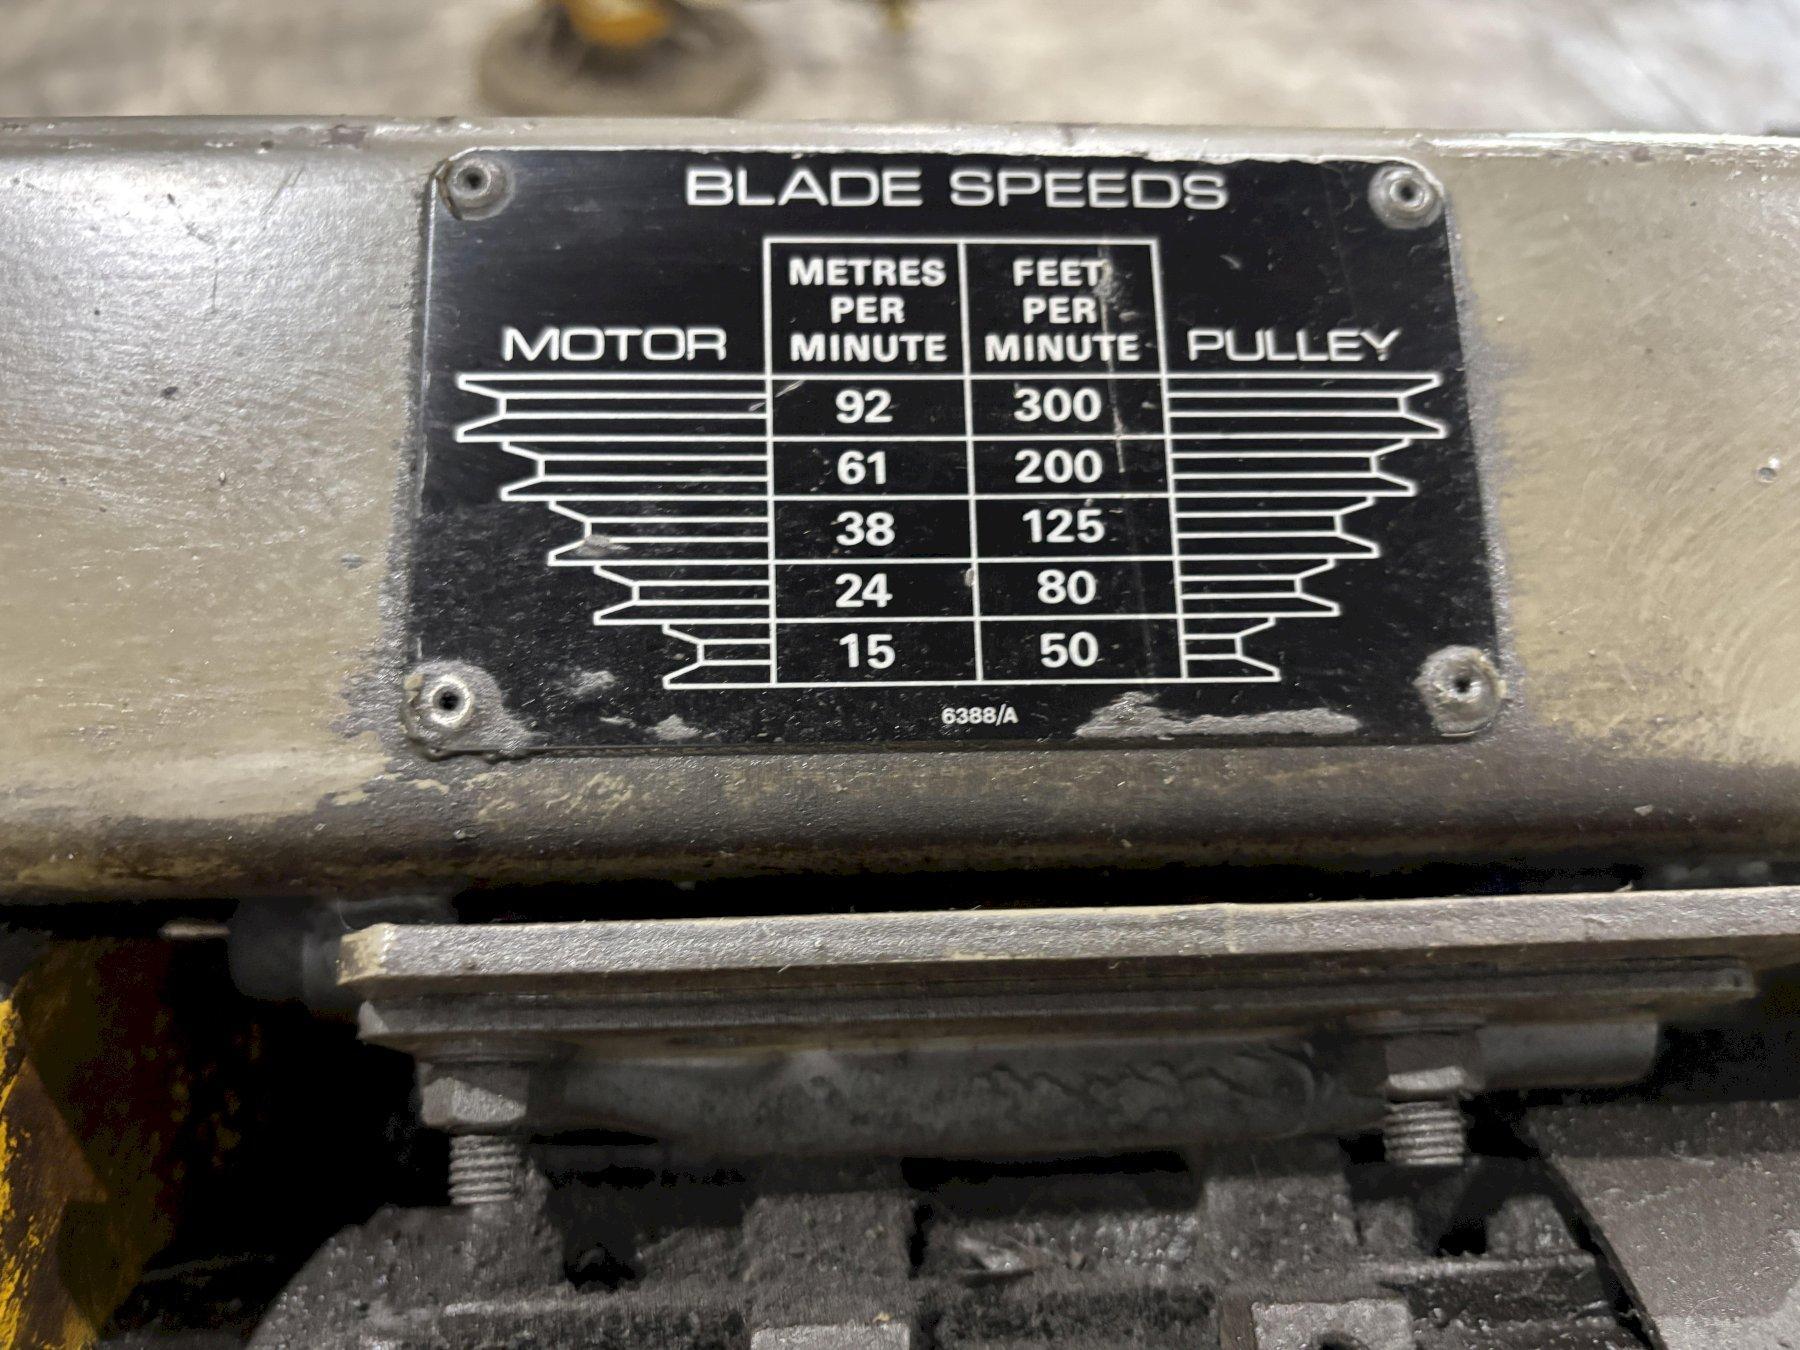 BLADE SPEEDS
METRES PER MINUTE
FEET PER MINUTE
MOTOR
PULLEY
92 300
61 200
38 125
24 80
15 50
6388/A